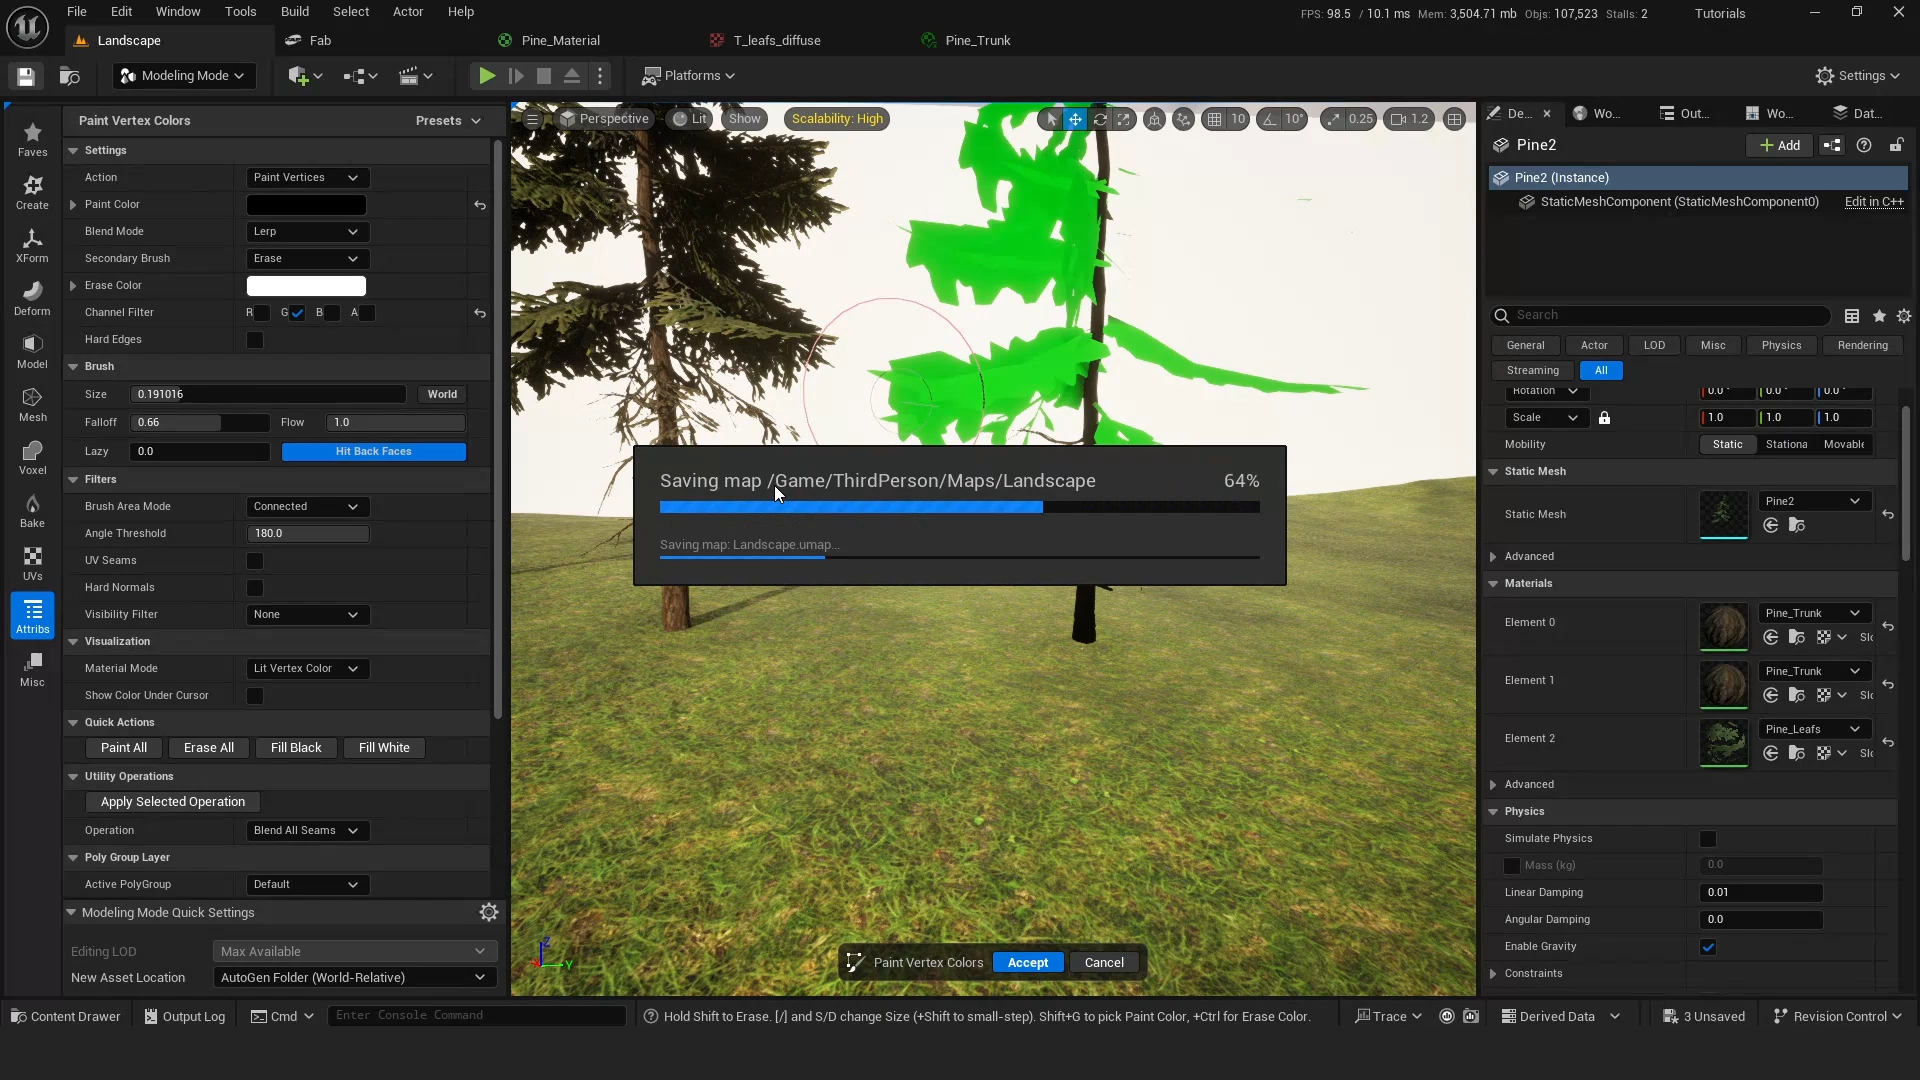 File Edit Window Tools Build Select Actor Help
FPS: 98.5 / 10.1 ms Mem: 3,504.71 mb Objs: 107,523 Stalls: 2
Tutorials
Landscape
Fab
Pine_Material
T_leafs_diffuse
Pine_Trunk
Modeling Mode
Platforms
Settings
Faves
Create
XForm
Deform
Model
Mesh
Voxel
Bake
UVs
Attribs
Misc
Paint Vertex Colors
Presets
Settings
Action Paint Vertices
Paint Color
Blend Mode Lerp
Secondary Brush Erase
Erase Color
Channel Filter R G B A
Hard Edges
Brush
Size 0.191016 World
Falloff 0.66 Flow 1.0
Lazy 0.0 Hit Back Faces
Filters
Brush Area Mode Connected
Angle Threshold 180.0
UV Seams
Hard Normals
Visibility Filter None
Visualization
Material Mode Lit Vertex Color
Show Color Under Cursor
Quick Actions
Paint All Erase All Fill Black Fill White
Utility Operations
Apply Selected Operation
Operation Blend All Seams
Poly Group Layer
Active PolyGroup Default
Modeling Mode Quick Settings
Editing LOD Max Available
New Asset Location AutoGen Folder (World-Relative)
Perspective Lit Show Scalability: High
10 10° 0.25 1.2
Saving map /Game/ThirdPerson/Maps/Landscape 64%
Saving map: Landscape.umap...
Z
X
Y
Paint Vertex Colors Accept Cancel
De... Wo... Out... Wo... Dat...
Pine2
Add
Pine2 (Instance)
StaticMeshComponent (StaticMeshComponent0) Edit in C++
Search
General Actor LOD Misc Physics Rendering
Streaming All
Rotation 0.0° 0.0° 0.0°
Scale 1.0 1.0 1.0
Mobility Static Stationa Movable
Static Mesh
Static Mesh Pine2
Advanced
Materials
Element 0 Pine_Trunk
Slo
Element 1 Pine_Trunk
Slo
Element 2 Pine_Leafs
Slo
Advanced
Physics
Simulate Physics
Mass (kg) 0.0
Linear Damping 0.01
Angular Damping 0.0
Enable Gravity
Constraints
Content Drawer Output Log Cmd Enter Console Command
Hold Shift to Erase. [/] and S/D change Size (+Shift to small-step). Shift+G to pick Paint Color, +Ctrl for Erase Color.
Trace Derived Data 3 Unsaved Revision Control